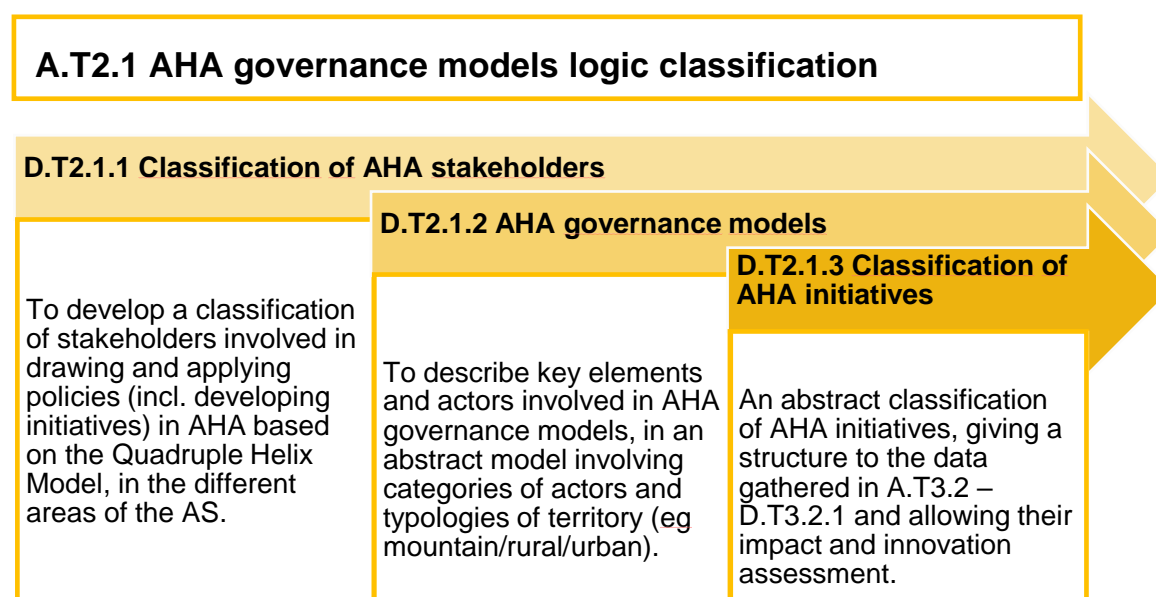 A.T2.1 AHA governance models logic classification
D.T2.1.1 Classification of AHA stakeholders
To develop a classification
of stakeholders involved in
drawing and applying
policies (incl. developing
initiatives) in AHA based
on the Quadruple Helix
Model, in the different
areas of the AS.
D.T2.1.2 AHA governance models
To describe key elements
and actors involved in AHA
governance models, in an
abstract model involving
categories of actors and
typologies of territory (eg
mountain/rural/urban).
D.T2.1.3 Classification of
AHA initiatives
An abstract classification
of AHA initiatives, giving a
structure to the data
gathered in A.T3.2 –
D.T3.2.1 and allowing their
impact and innovation
assessment.